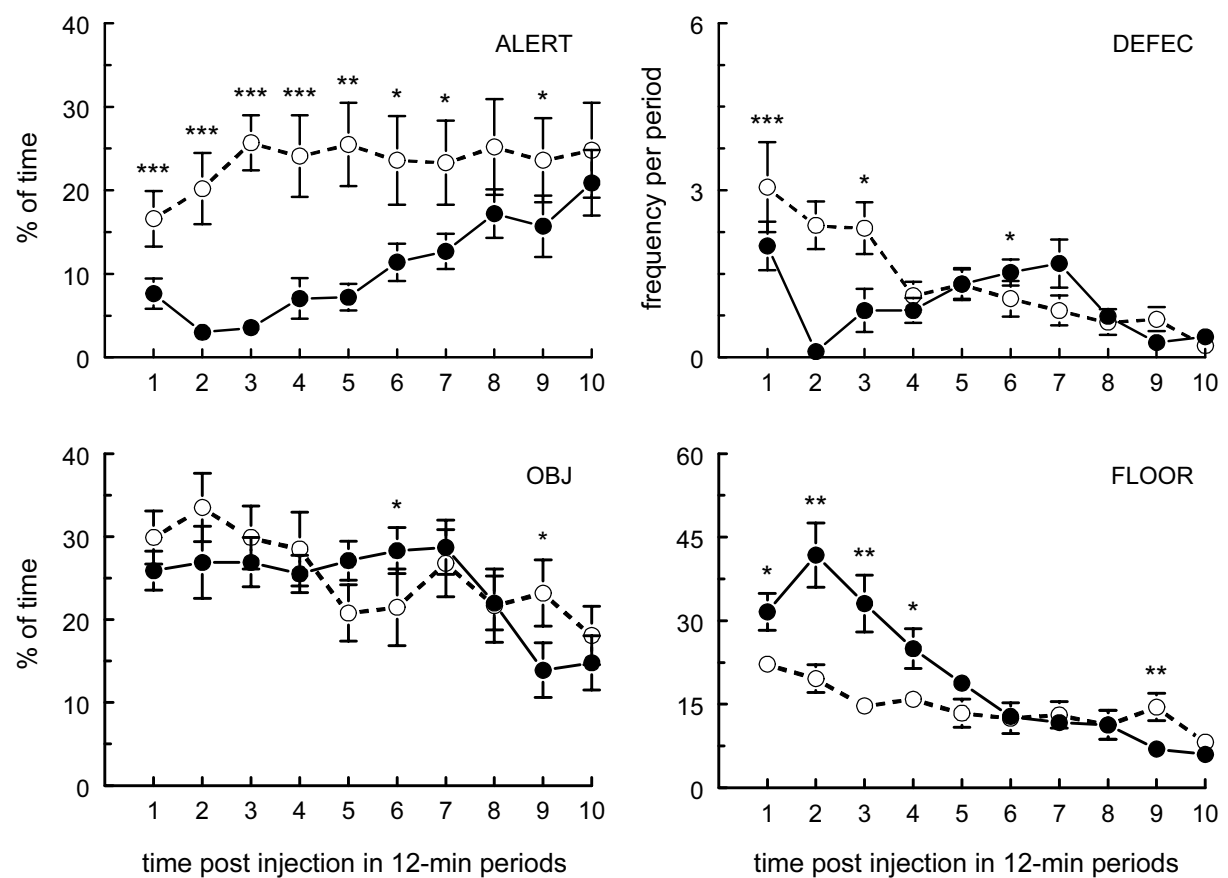 ALERT
% of time
40
30
20
10
0
*** *** *** *** ** * * *
1 2 3 4 5 6 7 8 9 10
DEFEC
frequency per period
6
3
0
*** * *
1 2 3 4 5 6 7 8 9 10
OBJ
% of time
40
30
20
10
0
* *
1 2 3 4 5 6 7 8 9 10
time post injection in 12-min periods
FLOOR
60
45
30
15
0
* ** ** * **
1 2 3 4 5 6 7 8 9 10
time post injection in 12-min periods